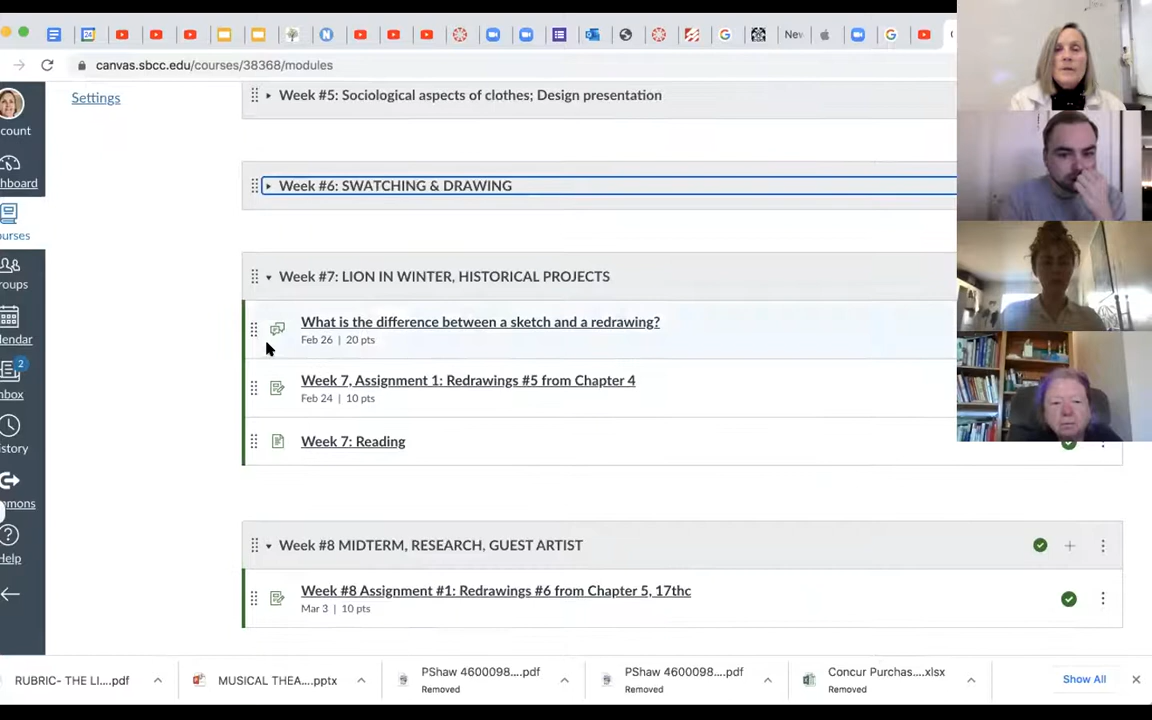 24
N
Nev
canvas.sbcc.edu/courses/38368/modules
Settings
Week #5: Sociological aspects of clothes; Design presentation
count
Week #6: SWATCHING & DRAWING
hboard
ourses
Week #7: LION IN WINTER, HISTORICAL PROJECTS
roups
What is the difference between a sketch and a redrawing?
Feb 26 | 20 pts
lendar
2
nbox
Week 7, Assignment 1: Redrawings #5 from Chapter 4
Feb 24 | 10 pts
istory
Week 7: Reading
mmons
Help
Week #8 MIDTERM, RESEARCH, GUEST ARTIST
Week #8 Assignment #1: Redrawings #6 from Chapter 5, 17thc
Mar 3 | 10 pts
RUBRIC- THE LI....pdf
MUSICAL THEA....pptx
PShaw 4600098....pdf
Removed
PShaw 4600098....pdf
Removed
Concur Purchas....xlsx
Removed
Show All